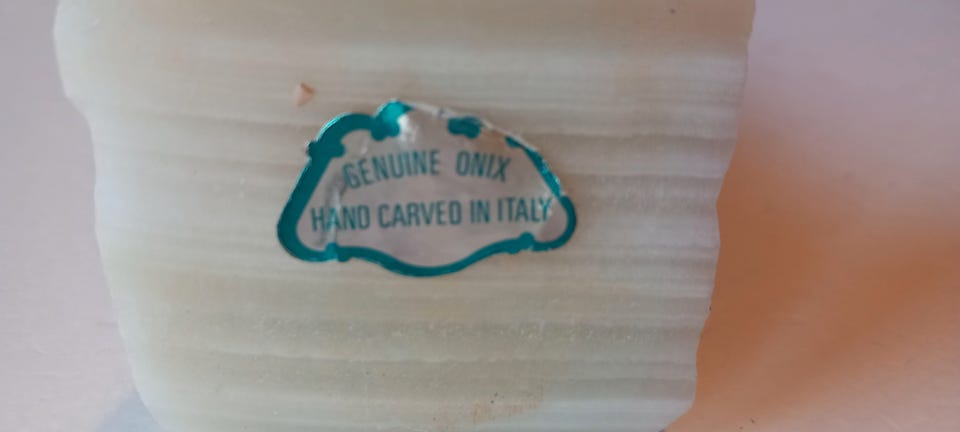 GENUINE ONIX
HAND CARVED IN ITALY